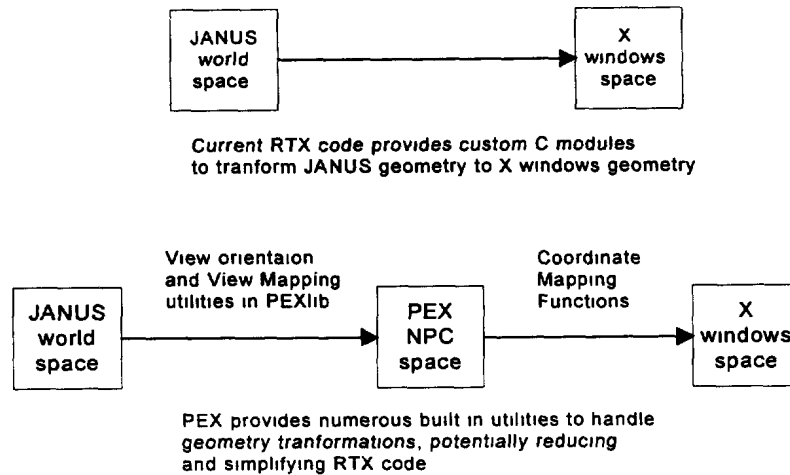 JANUS
world
space
X
windows
space
Current RTX code provides custom C modules
to tranform JANUS geometry to X windows geometry
View orientaion
and View Mapping
utilities in PEXlib
Coordinate
Mapping
Functions
JANUS
world
space
PEX
NPC
space
X
windows
space
PEX provides numerous built in utilities to handle
geometry tranformations, potentially reducing
and simplifying RTX code